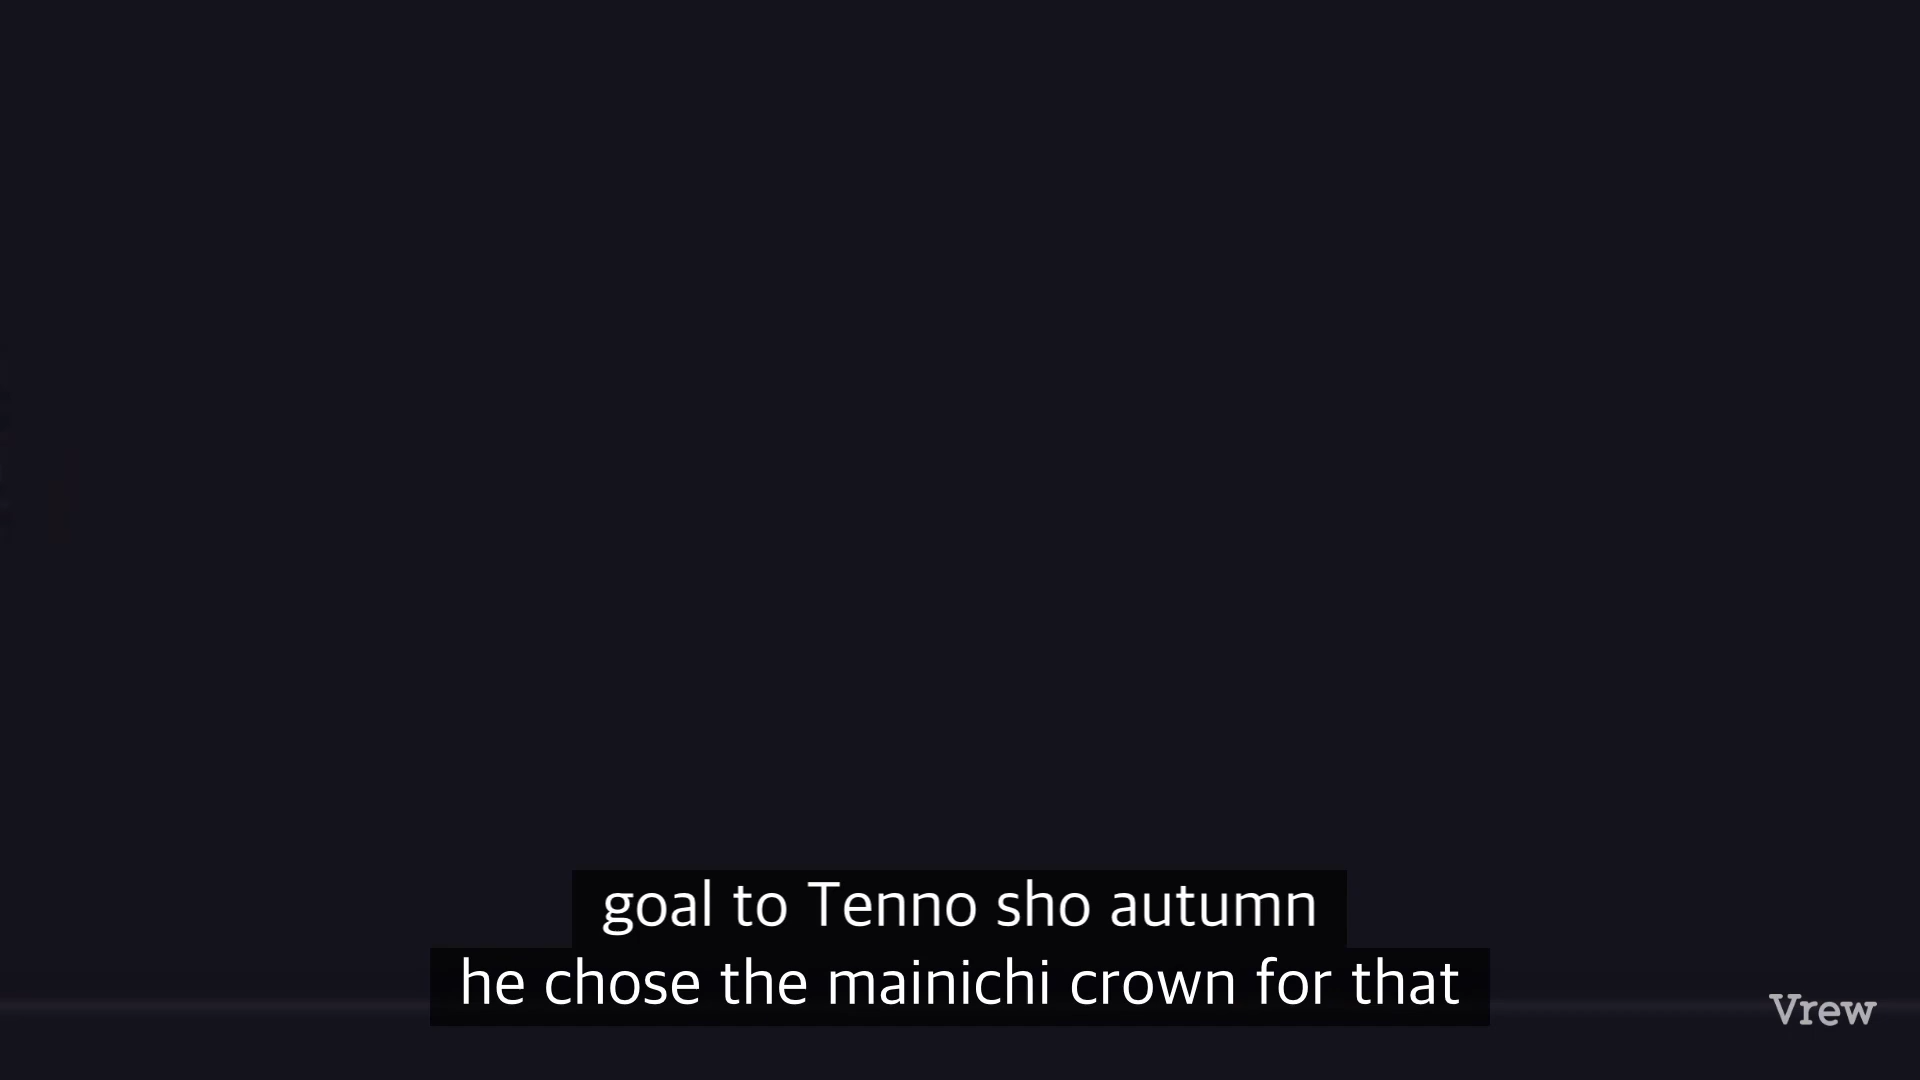 goal to Tenno sho autumn
he chose the mainichi crown for that
Vrew